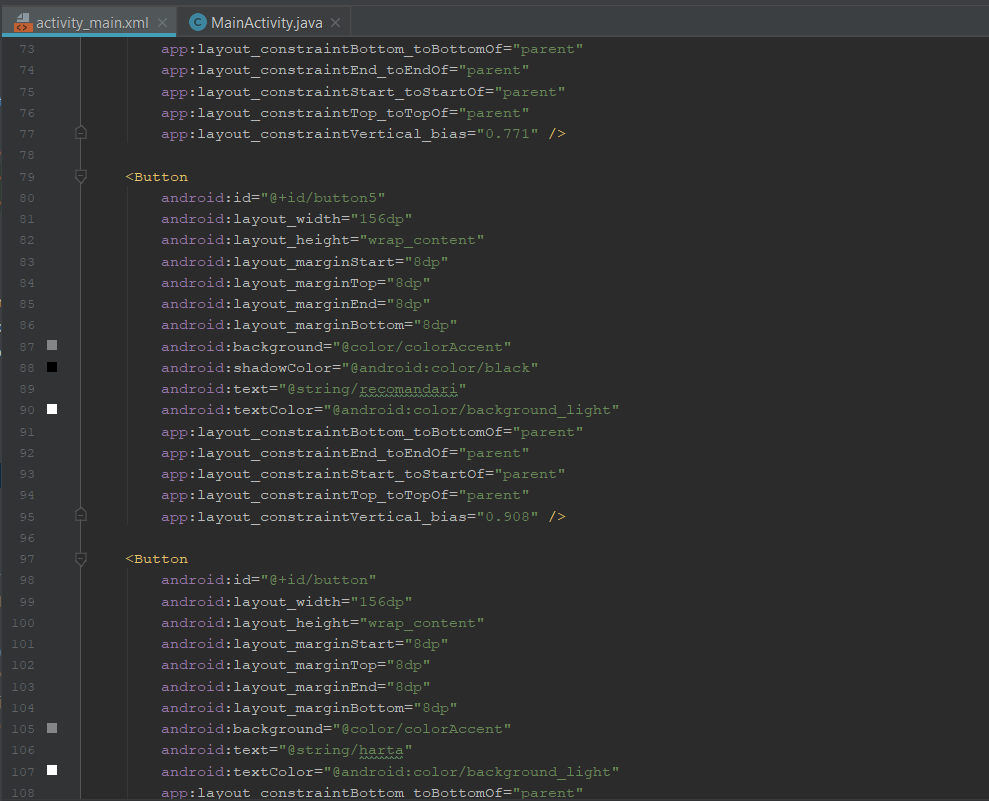 activity_main.xml MainActivity.java
73 app:layout_constraintBottom_toBottomOf="parent"
74 app:layout_constraintEnd_toEndOf="parent"
75 app:layout_constraintStart_toStartOf="parent"
76 app:layout_constraintTop_toTopOf="parent"
77 app:layout_constraintVertical_bias="0.771" />
78
79 <Button
80 android:id="@+id/button5"
81 android:layout_width="156dp"
82 android:layout_height="wrap_content"
83 android:layout_marginStart="8dp"
84 android:layout_marginTop="8dp"
85 android:layout_marginEnd="8dp"
86 android:layout_marginBottom="8dp"
87 android:background="@color/colorAccent"
88 android:shadowColor="@android:color/black"
89 android:text="@string/recomandari"
90 android:textColor="@android:color/background_light"
91 app:layout_constraintBottom_toBottomOf="parent"
92 app:layout_constraintEnd_toEndOf="parent"
93 app:layout_constraintStart_toStartOf="parent"
94 app:layout_constraintTop_toTopOf="parent"
95 app:layout_constraintVertical_bias="0.908" />
96
97 <Button
98 android:id="@+id/button"
99 android:layout_width="156dp"
100 android:layout_height="wrap_content"
101 android:layout_marginStart="8dp"
102 android:layout_marginTop="8dp"
103 android:layout_marginEnd="8dp"
104 android:layout_marginBottom="8dp"
105 android:background="@color/colorAccent"
106 android:text="@string/harta"
107 android:textColor="@android:color/background_light"
108 app:layout_constraintBottom_toBottomOf="parent"